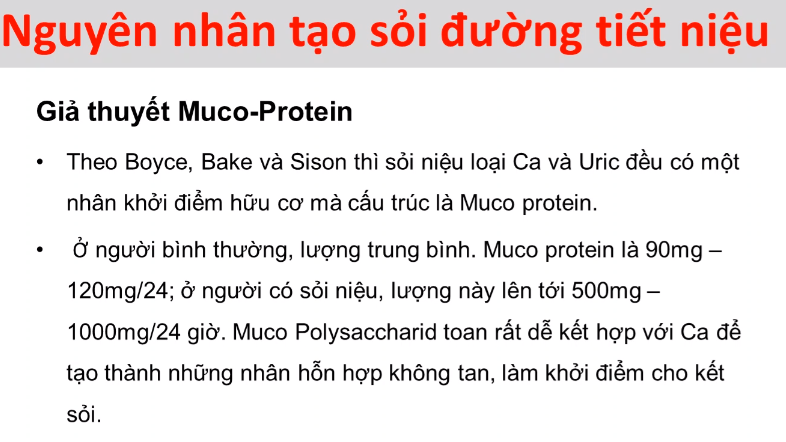 Nguyên nhân tạo sỏi đường tiết niệu
Giả thuyết Muco-Protein
• Theo Boyce, Bake và Sison thì sỏi niệu loại Ca và Uric đều có một
nhân khởi điểm hữu cơ mà cấu trúc là Muco protein.
• Ở người bình thường, lượng trung bình. Muco protein là 90mg –
120mg/24; ở người có sỏi niệu, lượng này lên tới 500mg –
1000mg/24 giờ. Muco Polysaccharid toan rất dễ kết hợp với Ca để
tạo thành những nhân hỗn hợp không tan, làm khởi điểm cho kết
sỏi.